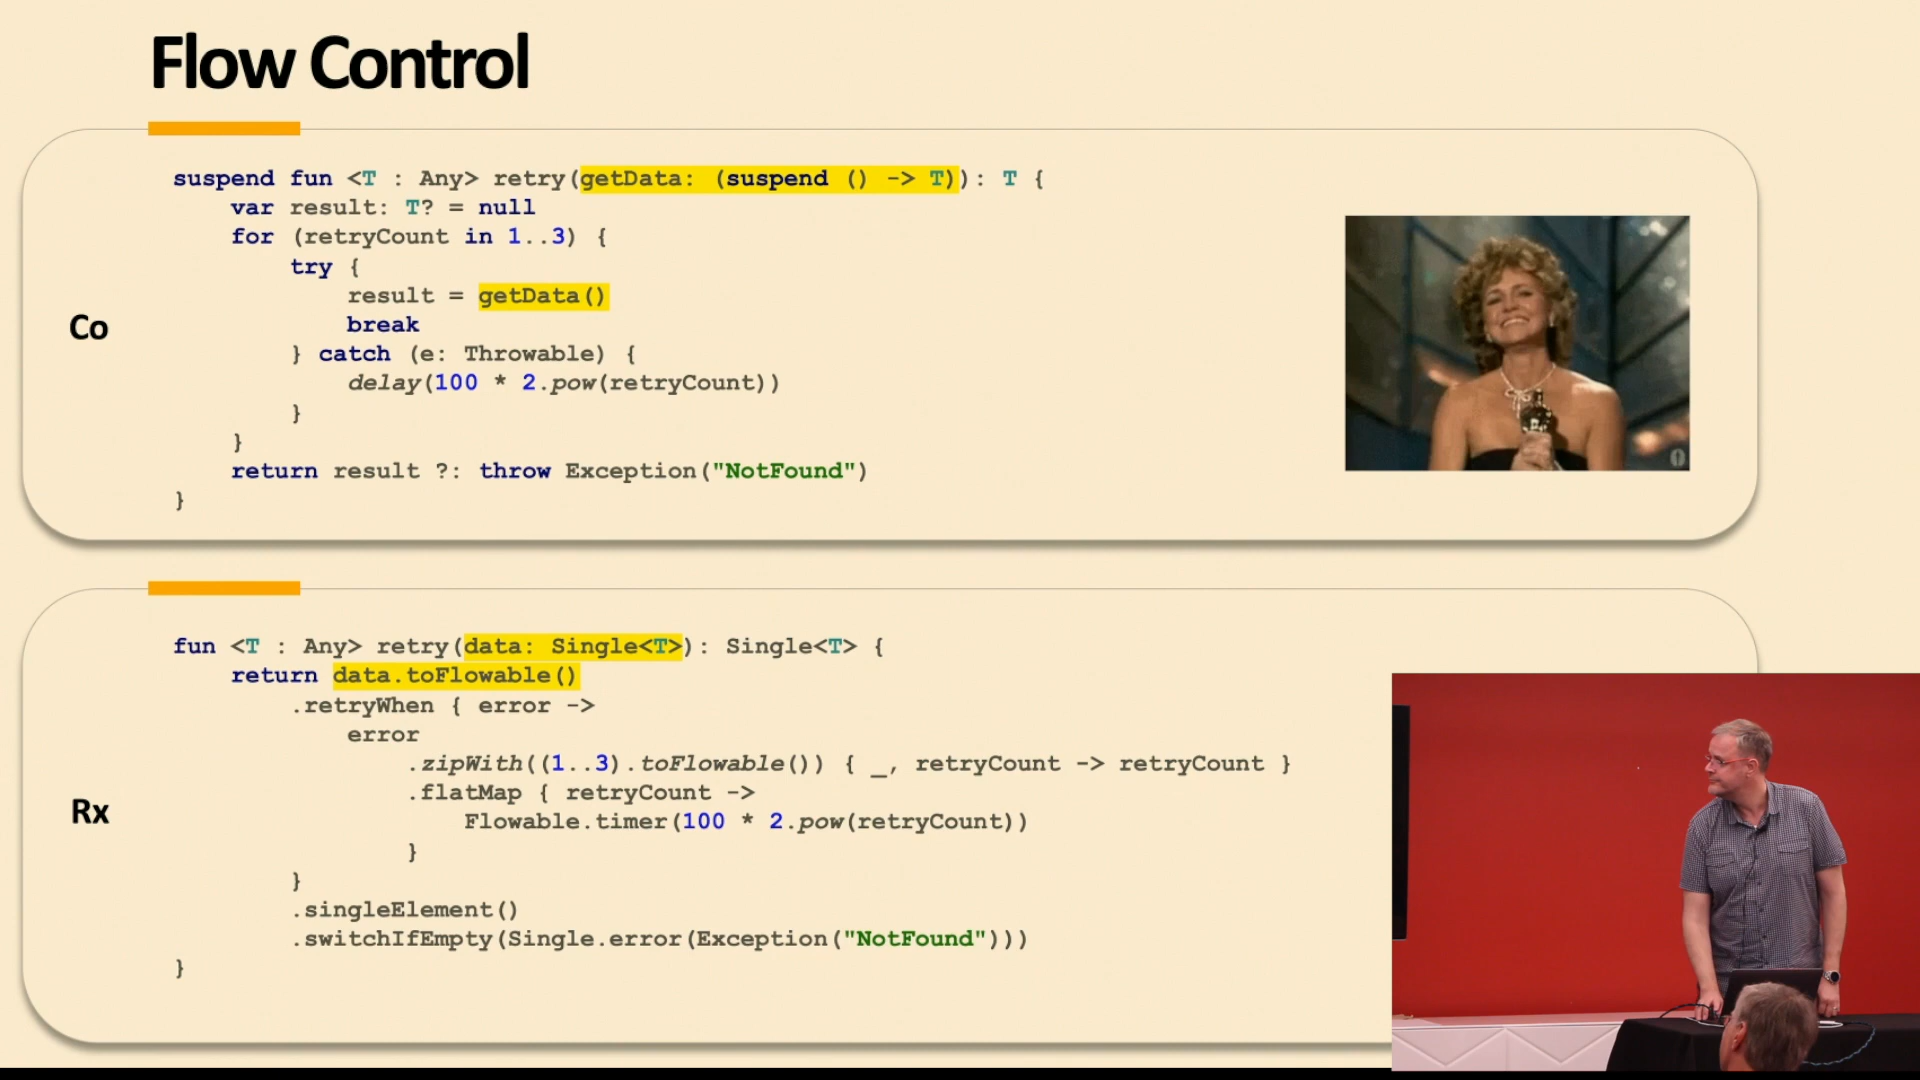 Flow Control
Co
suspend fun <T : Any> retry(getData: (suspend () -> T)): T {
    var result: T? = null
    for (retryCount in 1..3) {
        try {
            result = getData()
            break
        } catch (e: Throwable) {
            delay(100 * 2.pow(retryCount))
        }
    }
    return result ?: throw Exception("NotFound")
}
Rx
fun <T : Any> retry(data: Single<T>): Single<T> {
    return data.toFlowable()
        .retryWhen { error ->
            error
                .zipWith((1..3).toFlowable()) { _, retryCount -> retryCount }
                .flatMap { retryCount ->
                    Flowable.timer(100 * 2.pow(retryCount))
                }
        }
        .singleElement()
        .switchIfEmpty(Single.error(Exception("NotFound")))
}